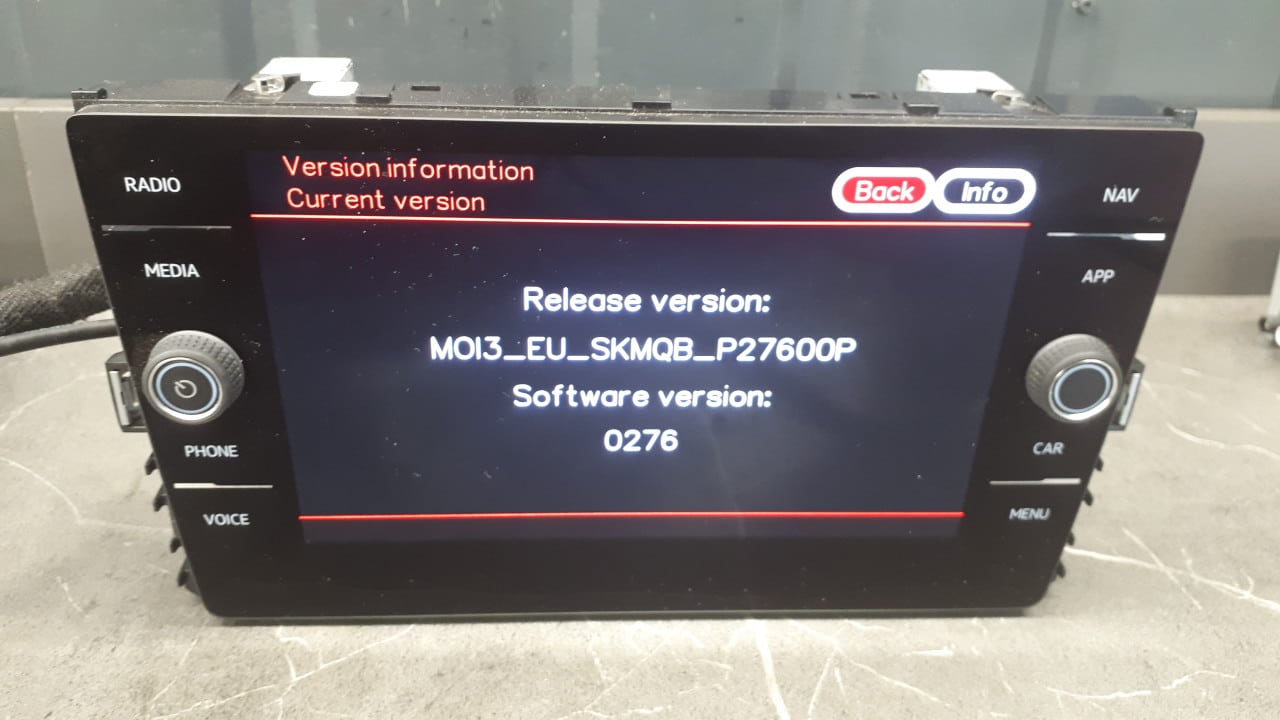 RADIO
MEDIA
PHONE
VOICE
Version information
Current version
Back
Info
Release version:
MOI3_EU_SKMQB_P27600P
Software version:
0276
NAV
APP
CAR
MENU